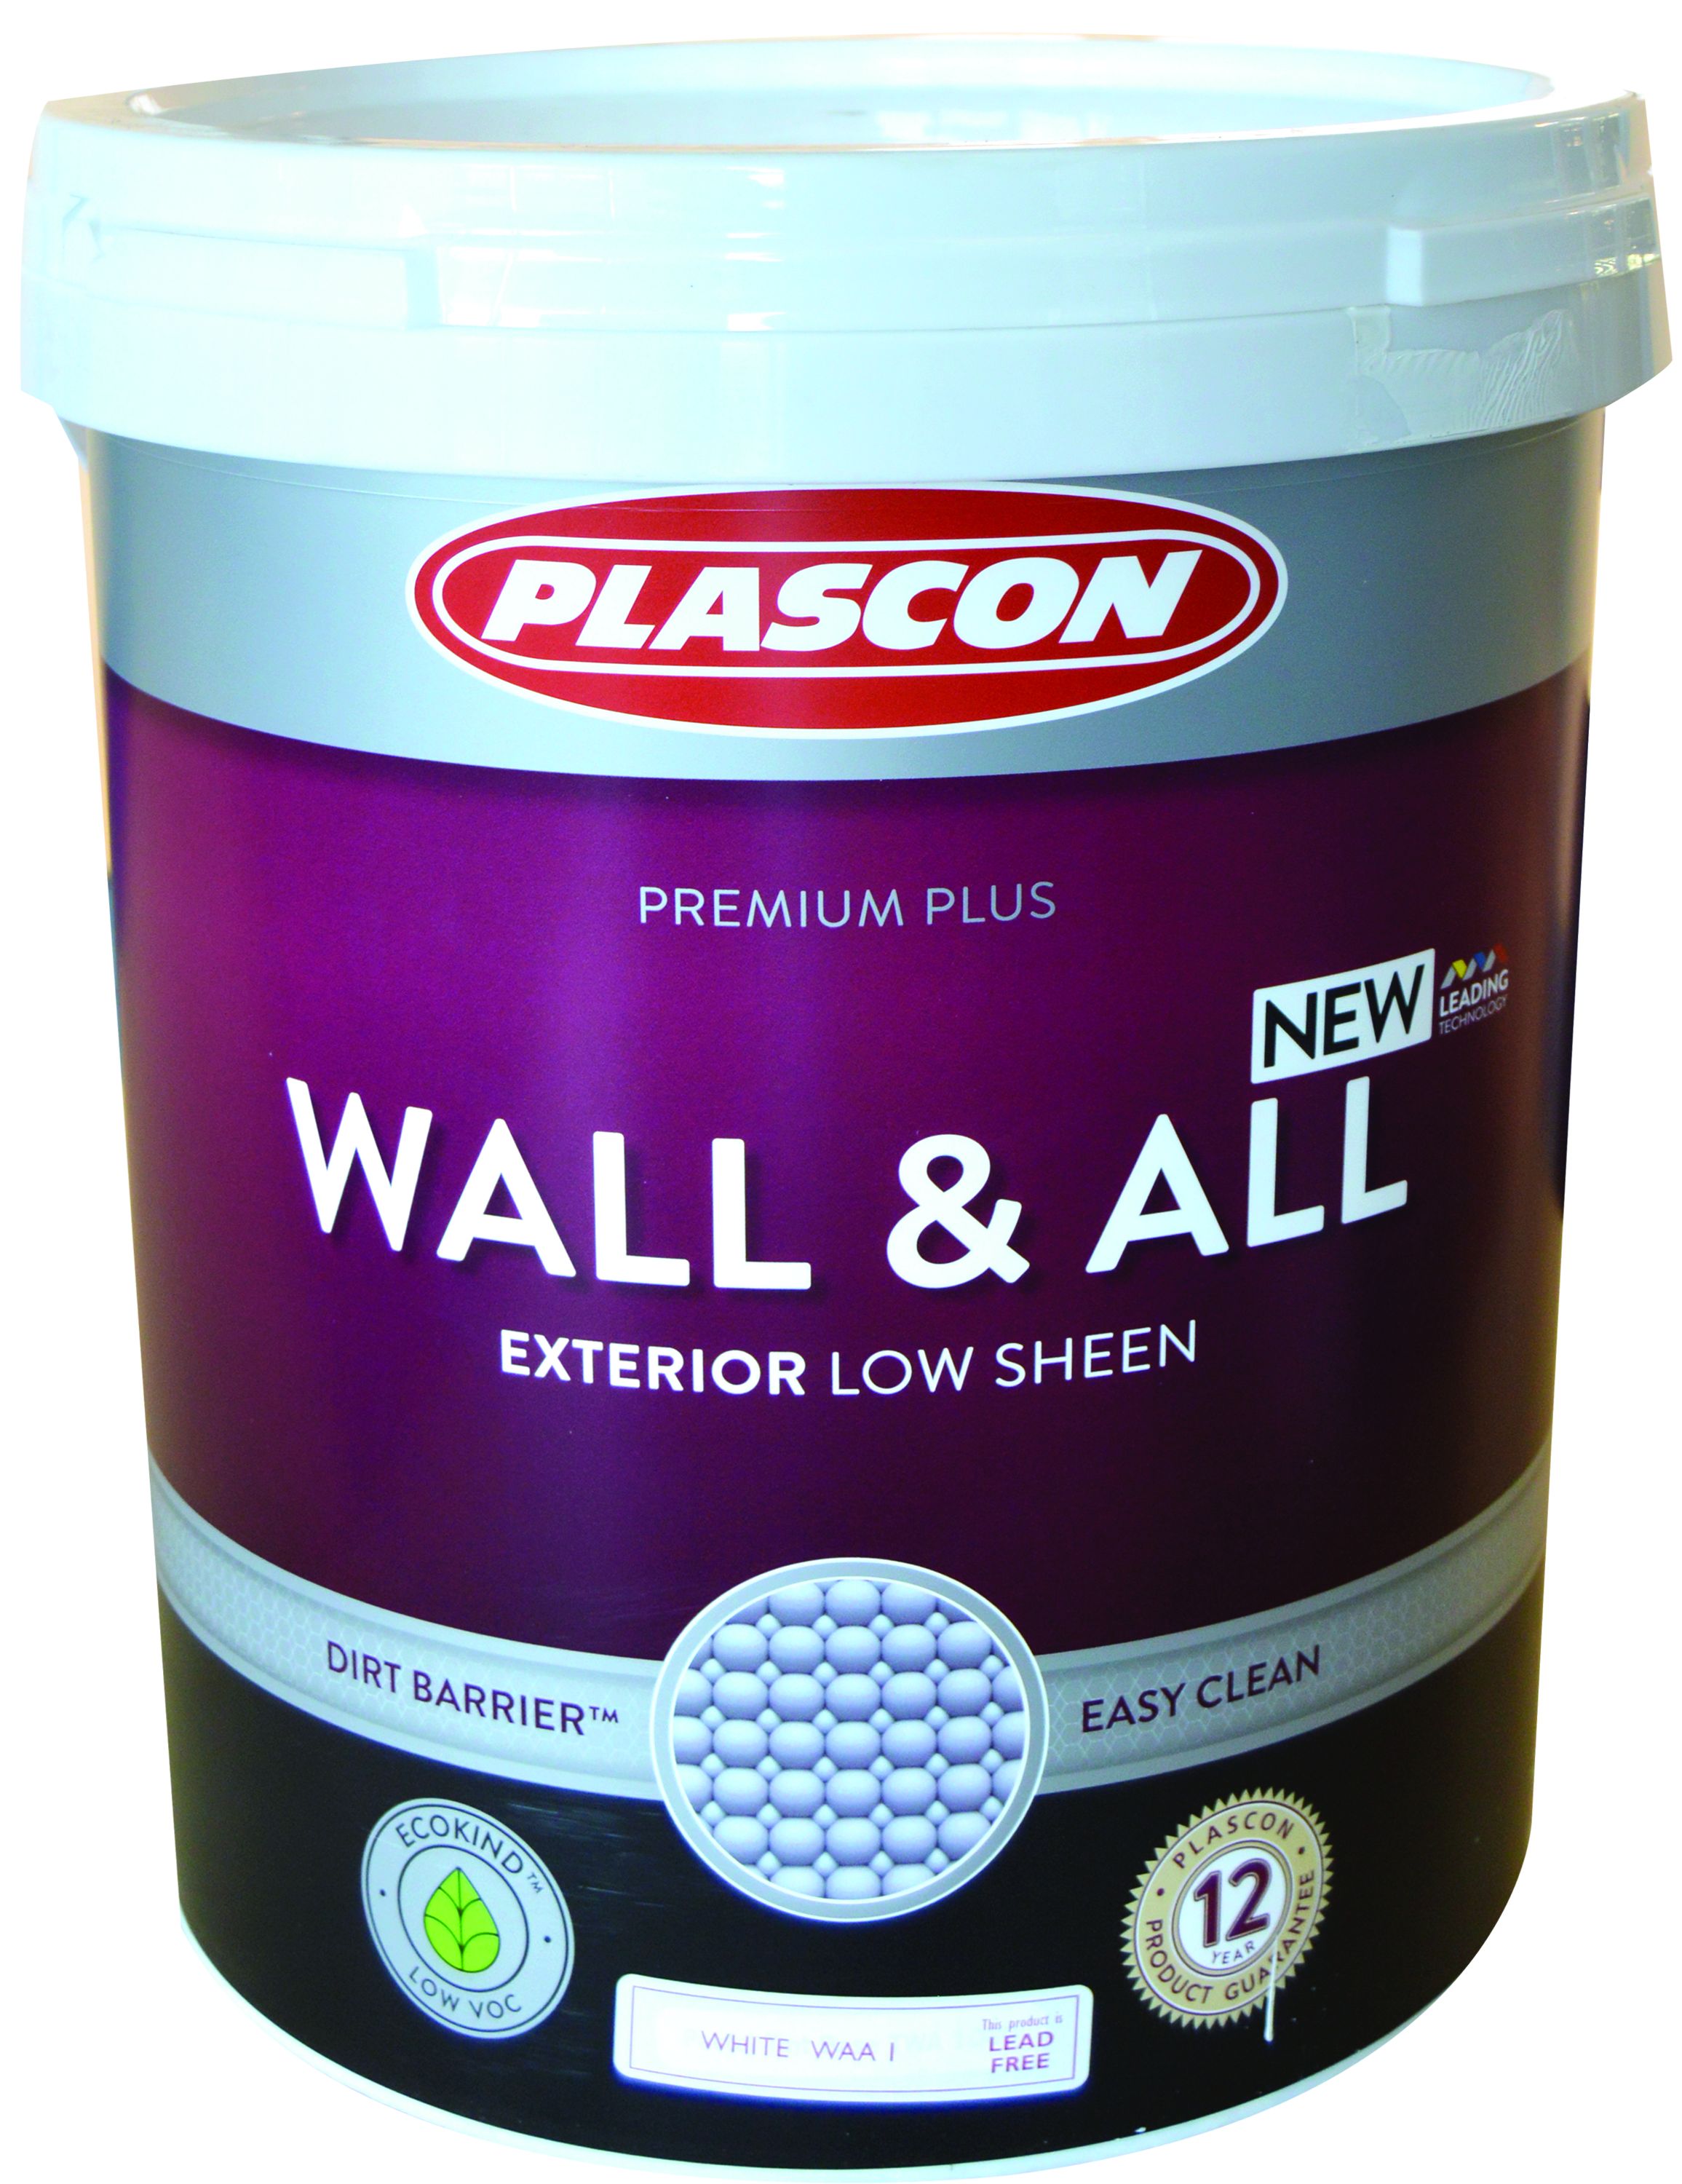 PLASCON
PREMIUM PLUS
NEW
LEADING
TECHNOLOGY
WALL & ALL
EXTERIOR LOW SHEEN
DIRT BARRIER™
EASY CLEAN
ECOKIND™
LOW VOC
PLASCON
12
YEAR
PRODUCT GUARANTEE
WHITE WAA 1
This product is
LEAD
FREE